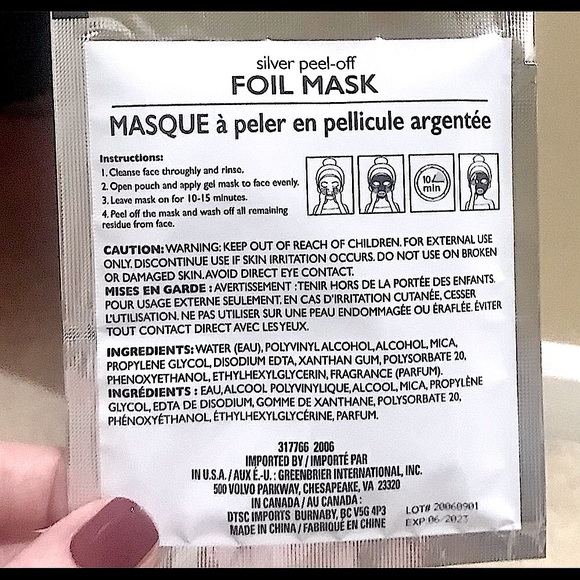 silver peel-off
FOIL MASK
MASQUE à peler en pellicule argentée
Instructions:
1. Cleanse face throughly and rinse.
2. Open pouch and apply gel mask to face evenly.
3. Leave mask on for 10-15 minutes.
4. Peel off the mask and wash off all remaining
residue from face.
10
min
CAUTION: WARNING: KEEP OUT OF REACH OF CHILDREN. FOR EXTERNAL USE
ONLY. DISCONTINUE USE IF SKIN IRRITATION OCCURS. DO NOT USE ON BROKEN
OR DAMAGED SKIN. AVOID DIRECT EYE CONTACT.
MISES EN GARDE : AVERTISSEMENT : TENIR HORS DE LA PORTÉE DES ENFANTS.
POUR USAGE EXTERNE SEULEMENT. EN CAS D'IRRITATION CUTANÉE, CESSER
L'UTILISATION. NE PAS UTILISER SUR UNE PEAU ENDOMMAGÉE OU ÉRAFLÉE. ÉVITER
TOUT CONTACT DIRECT AVEC LES YEUX.
INGREDIENTS: WATER (EAU), POLYVINYL ALCOHOL, ALCOHOL, MICA,
PROPYLENE GLYCOL, DISODIUM EDTA, XANTHAN GUM, POLYSORBATE 20,
PHENOXYETHANOL, ETHYLHEXYLGLYCERIN, FRAGRANCE (PARFUM).
INGRÉDIENTS : EAU, ALCOOL POLYVINYLIQUE, ALCOOL, MICA, PROPYLÈNE
GLYCOL, EDTA DE DISODIUM, GOMME DE XANTHANE, POLYSORBATE 20,
PHÉNOXYÉTHANOL, ÉTHYLHEXYLGLYCÉRINE, PARFUM.
317766 2006
IMPORTED BY / IMPORTÉ PAR
IN U.S.A. / AUX É.-U. : GREENBRIER INTERNATIONAL, INC.
500 VOLVO PARKWAY, CHESAPEAKE, VA 23320
IN CANADA / AU CANADA :
DTSC IMPORTS BURNABY, BC V5G 4P3
MADE IN CHINA / FABRIQUÉ EN CHINE
LOT# 20060901
EXP 06/2023